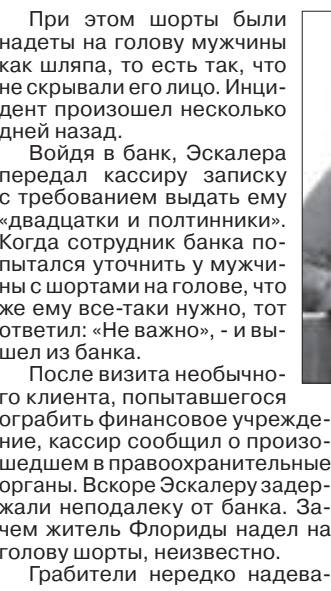 При этом шорты были
надеты на голову мужчины
как шляпа, то есть так, что
не скрывали его лицо. Инци-
дент произошел несколько
дней назад.
Войдя в банк, Эскалера
передал кассиру записку
с требованием выдать ему
«двадцатки и полтинники».
Когда сотрудник банка по-
пытался уточнить у мужчи-
ны с шортами на голове, что
же ему все-таки нужно, тот
ответил: «Не важно», - и вы-
шел из банка.
После визита необычно-
го клиента, попытавшегося
ограбить финансовое учрежде-
ние, кассир сообщил о произо-
шедшем в правоохранительные
органы. Вскоре Эскалеру задер-
жали неподалеку от банка. За-
чем житель Флориды надел на
голову шорты, неизвестно.
Грабители нередко надева-